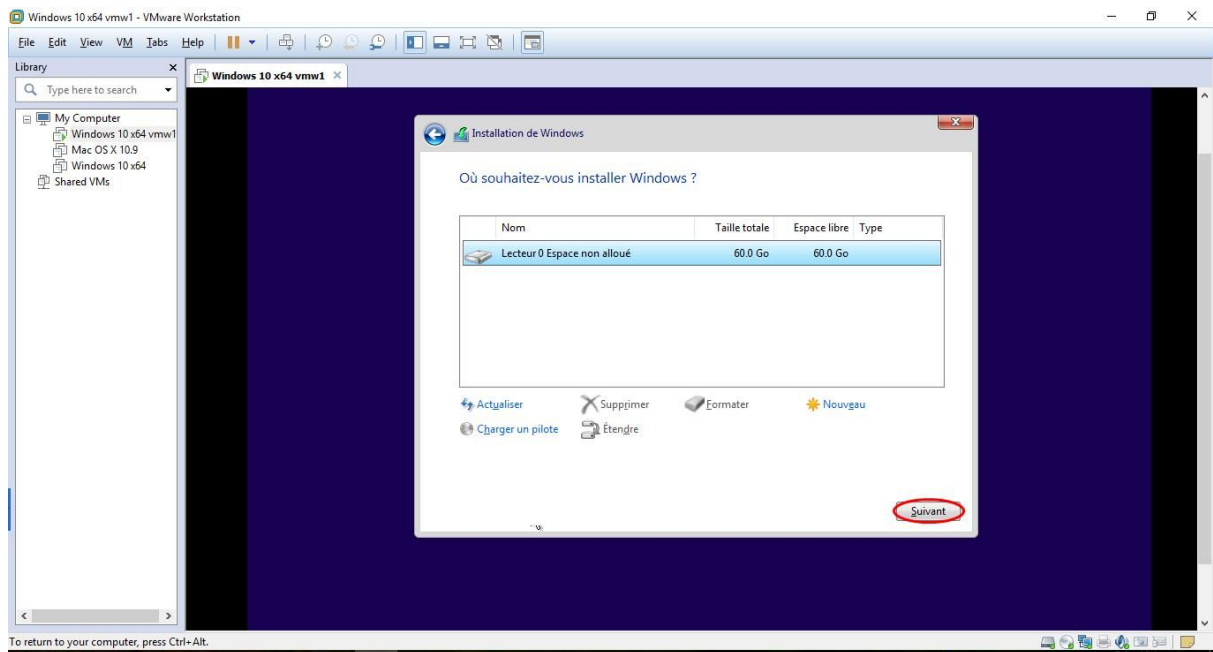 Windows 10 x64 vmw1 - VMware Workstation
File Edit View VM Tabs Help
Library
Type here to search
My Computer
Windows 10 x64 vmw1
Mac OS X 10.9
Windows 10 x64
Shared VMs
Windows 10 x64 vmw1
Installation de Windows
Où souhaitez-vous installer Windows ?
Nom Taille totale Espace libre Type
Lecteur 0 Espace non alloué 60.0 Go 60.0 Go
Actualiser Supprimer Formater Nouveau
Charger un pilote Étendre
Suivant
To return to your computer, press Ctrl+Alt.